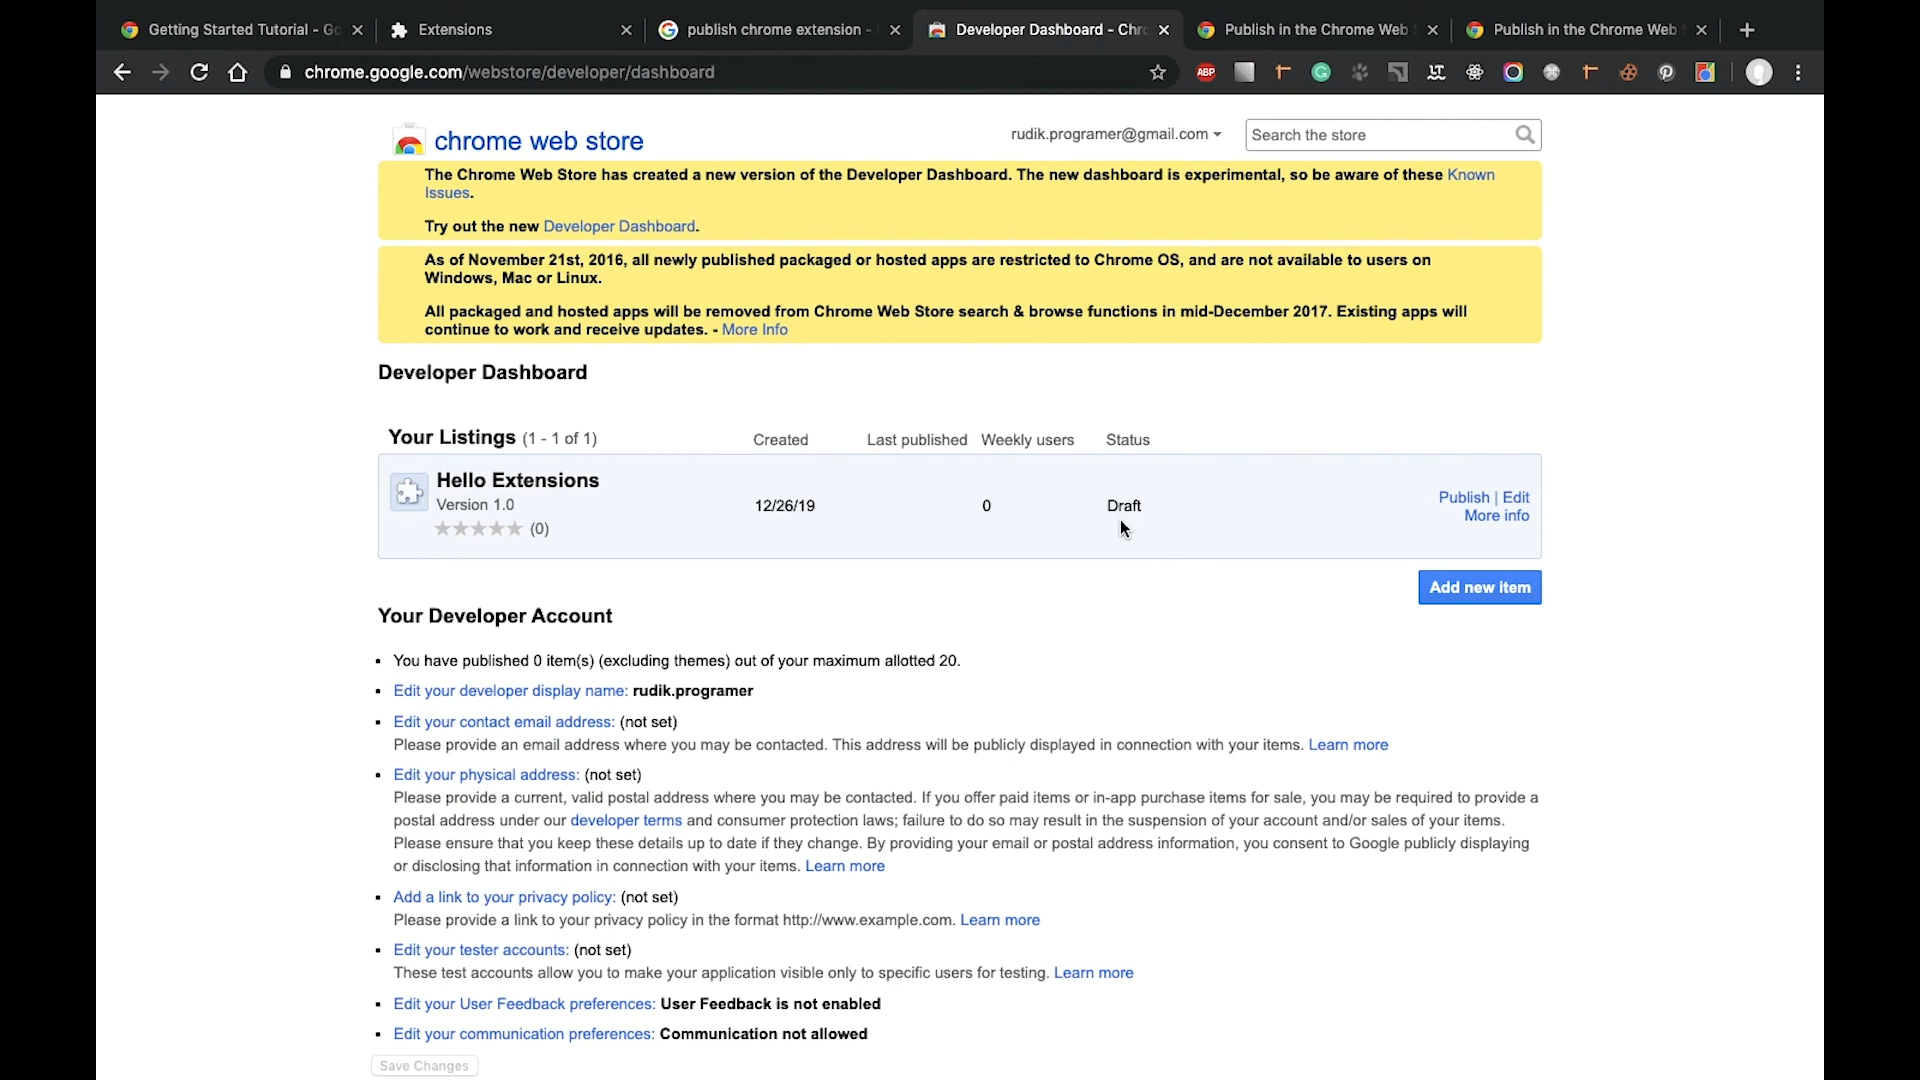 Getting Started Tutorial - Go
Extensions
publish chrome extension -
Developer Dashboard - Chro
Publish in the Chrome Web
Publish in the Chrome Web
chrome.google.com/webstore/developer/dashboard
ABP
chrome web store
rudik.programer@gmail.com
Search the store
The Chrome Web Store has created a new version of the Developer Dashboard. The new dashboard is experimental, so be aware of these Known
Issues.
Try out the new Developer Dashboard.
As of November 21st, 2016, all newly published packaged or hosted apps are restricted to Chrome OS, and are not available to users on
Windows, Mac or Linux.
All packaged and hosted apps will be removed from Chrome Web Store search & browse functions in mid-December 2017. Existing apps will
continue to work and receive updates. - More Info
Developer Dashboard
Your Listings (1 - 1 of 1) Created Last published Weekly users Status
Hello Extensions
Version 1.0
(0)
12/26/19 0 Draft
Publish | Edit
More info
Add new item
Your Developer Account
• You have published 0 item(s) (excluding themes) out of your maximum allotted 20.
• Edit your developer display name: rudik.programer
• Edit your contact email address: (not set)
Please provide an email address where you may be contacted. This address will be publicly displayed in connection with your items. Learn more
• Edit your physical address: (not set)
Please provide a current, valid postal address where you may be contacted. If you offer paid items or in-app purchase items for sale, you may be required to provide a
postal address under our developer terms and consumer protection laws; failure to do so may result in the suspension of your account and/or sales of your items.
Please ensure that you keep these details up to date if they change. By providing your email or postal address information, you consent to Google publicly displaying
or disclosing that information in connection with your items. Learn more
• Add a link to your privacy policy: (not set)
Please provide a link to your privacy policy in the format http://www.example.com. Learn more
• Edit your tester accounts: (not set)
These test accounts allow you to make your application visible only to specific users for testing. Learn more
• Edit your User Feedback preferences: User Feedback is not enabled
• Edit your communication preferences: Communication not allowed
Save Changes